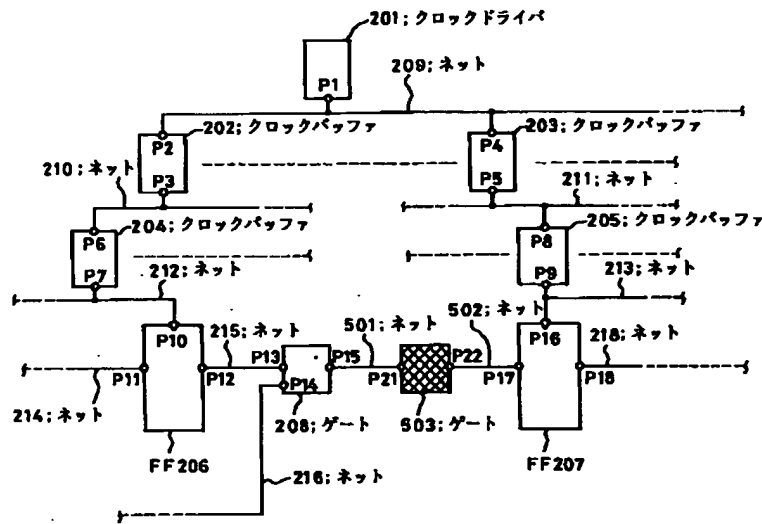 201;クロックドライバ
P1
209;ネット
202;クロックバッファ
203;クロックバッファ
P2
P4
P3
P5
210;ネット
211;ネット
204;クロックバッファ
205;クロックバッファ
P6
P8
P7
P9
212;ネット
213;ネット
P10
215;ネット
501;ネット
502;ネット
P16
218;ネット
P11
P12
P13
P14
P15
P21
P22
P17
P18
214;ネット
208;ゲート
503;ゲート
FF206
FF207
216;ネット